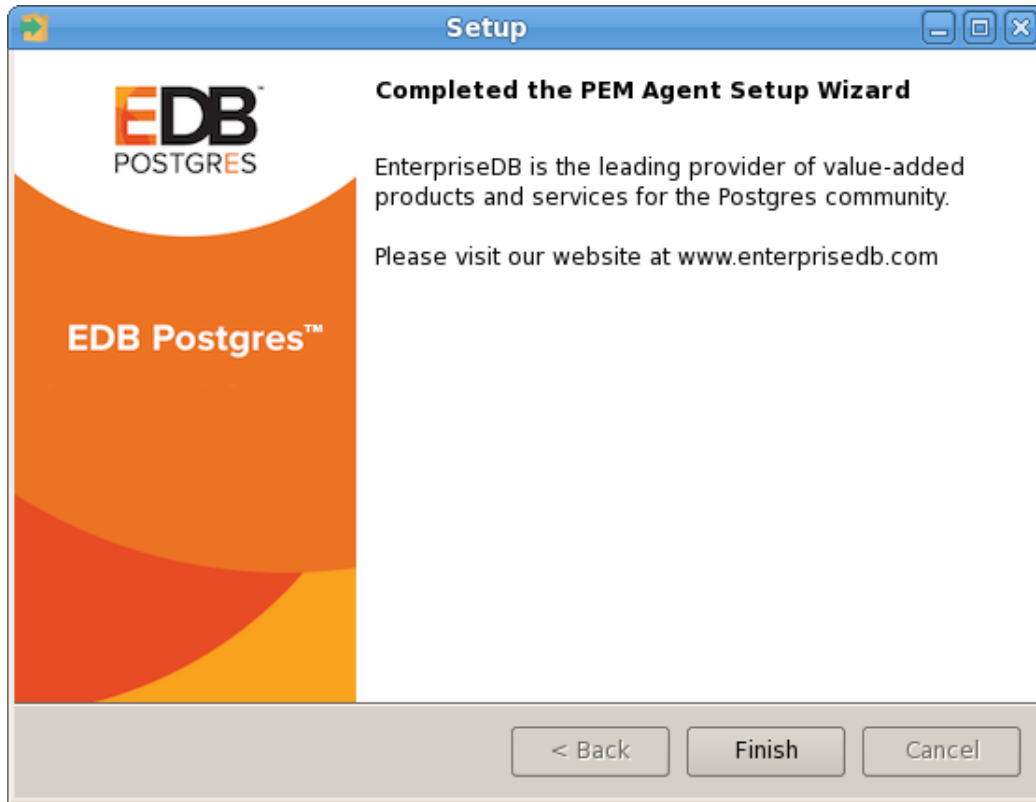 Setup
EDB™
POSTGRES
EDB Postgres™
Completed the PEM Agent Setup Wizard
EnterpriseDB is the leading provider of value-added
products and services for the Postgres community.
Please visit our website at www.enterprisedb.com
< Back
Finish
Cancel